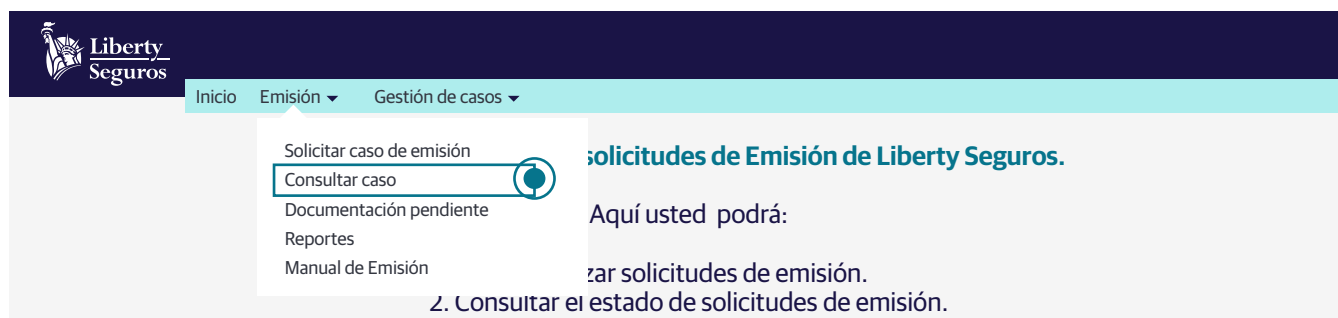 Liberty
Seguros
Inicio Emisión Gestión de casos
Solicitar caso de emisión
Consultar caso
Documentación pendiente
Reportes
Manual de Emisión
solicitudes de Emisión de Liberty Seguros.
Aquí usted podrá:
zar solicitudes de emisión.
2. Consultar el estado de solicitudes de emisión.